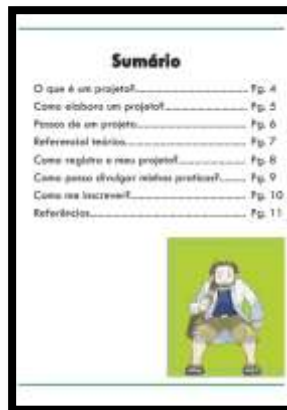 Sumário
O que é um projeto?........................ Pg. 4
Como elaboro um projeto?.................. Pg. 5
Passos de um projeto........................ Pg. 6
Referencial teórico............................ Pg. 7
Como registro o meu projeto?............ Pg. 8
Como posso divulgar minhas praticas?....... Pg. 9
Como me inscrever?........................ Pg. 10
Referências.................................... Pg. 11